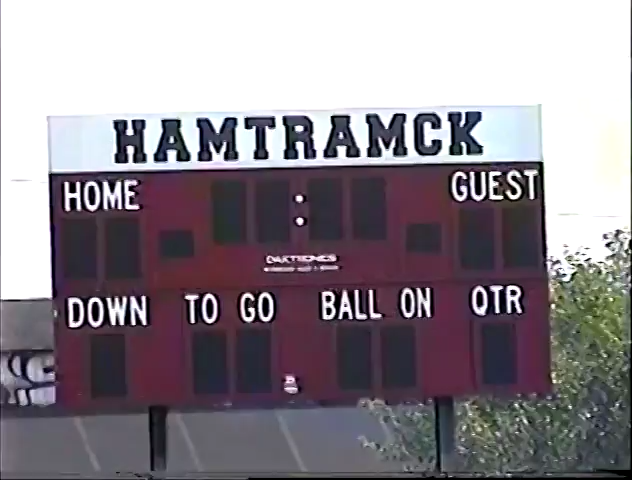 HAMTRAMCK
HOME GUEST
DAKTRONICS
DOWN TO GO BALL ON QTR